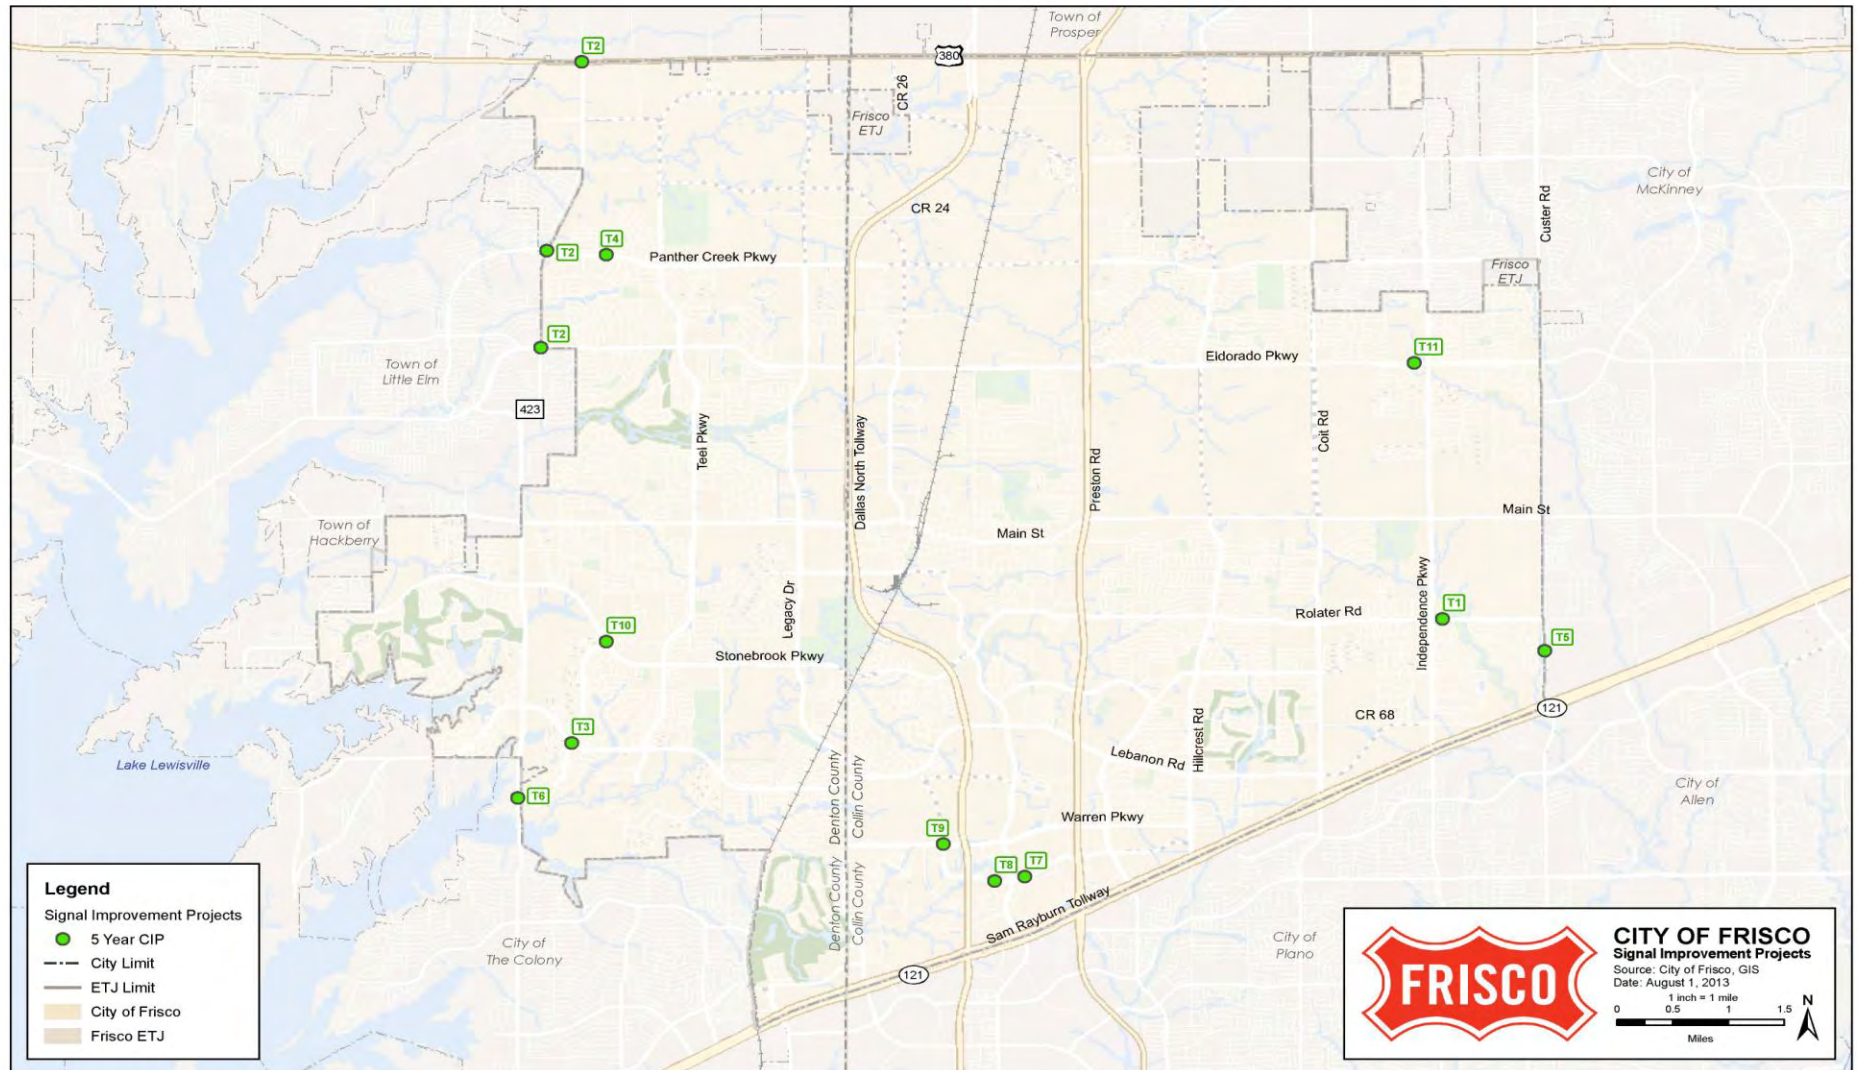 Town of
Prosper
T2
380
CR 26
Frisco
ETJ
City of
McKinney
Custer Rd
CR 24
T2
T4
Panther Creek Pkwy
Frisco
ETJ
T2
Town of
Little Elm
Eldorado Pkwy
T11
423
Teel Pkwy
Dallas North Tollway
Preston Rd
Coit Rd
Town of
Hackberry
Main St
Main St
Legacy Dr
Independence Pkwy
Rolater Rd
T1
T10
Stonebrook Pkwy
T5
121
CR 68
Hillcrest Rd
T3
Lebanon Rd
Lake Lewisville
Denton County
Collin County
City of
Allen
T6
Warren Pkwy
T9
T8
T7
Denton County
Collin County
Sam Rayburn Tollway
City of
The Colony
City of
Plano
121
Legend
Signal Improvement Projects
5 Year CIP
City Limit
ETJ Limit
City of Frisco
Frisco ETJ
FRISCO
CITY OF FRISCO
Signal Improvement Projects
Source: City of Frisco, GIS
Date: August 1, 2013
1 inch = 1 mile
0 0.5 1 1.5
Miles
N